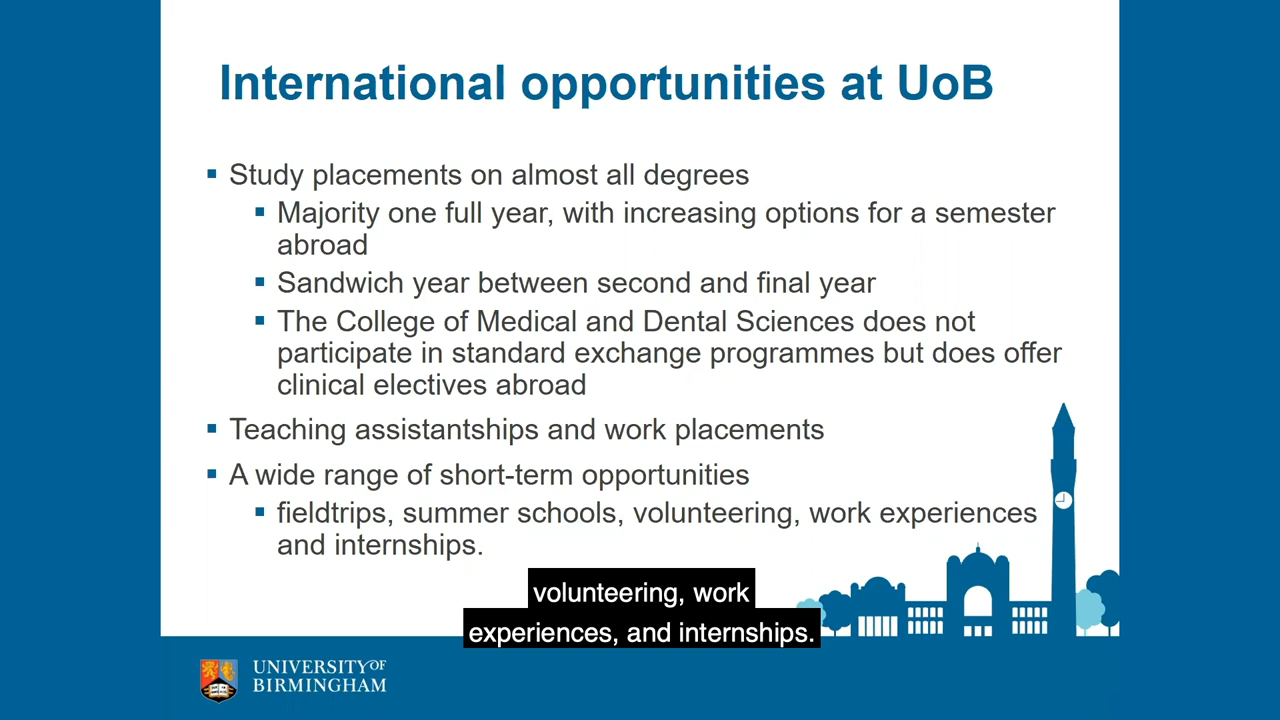 International opportunities at UoB
▪ Study placements on almost all degrees
▪ Majority one full year, with increasing options for a semester
abroad
▪ Sandwich year between second and final year
▪ The College of Medical and Dental Sciences does not
participate in standard exchange programmes but does offer
clinical electives abroad
▪ Teaching assistantships and work placements
▪ A wide range of short-term opportunities
▪ fieldtrips, summer schools, volunteering, work experiences
and internships.
volunteering, work
experiences, and internships.
UNIVERSITY OF
BIRMINGHAM